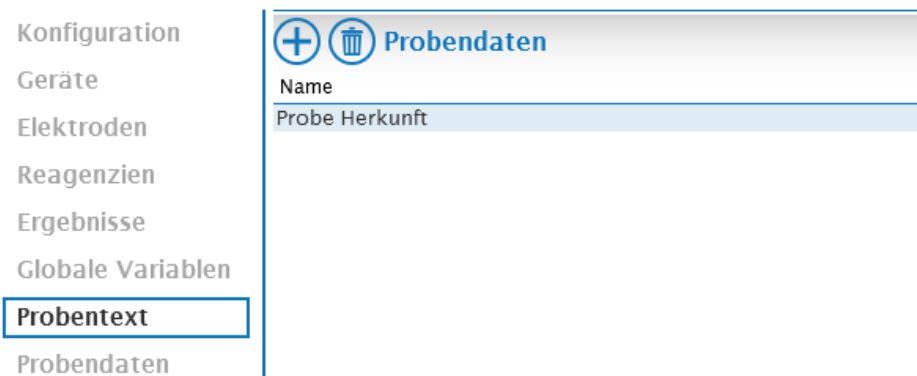 Konfiguration
Geräte
Elektroden
Reagenzien
Ergebnisse
Globale Variablen
Probentext
Probendaten
Probendaten
Name
Probe Herkunft